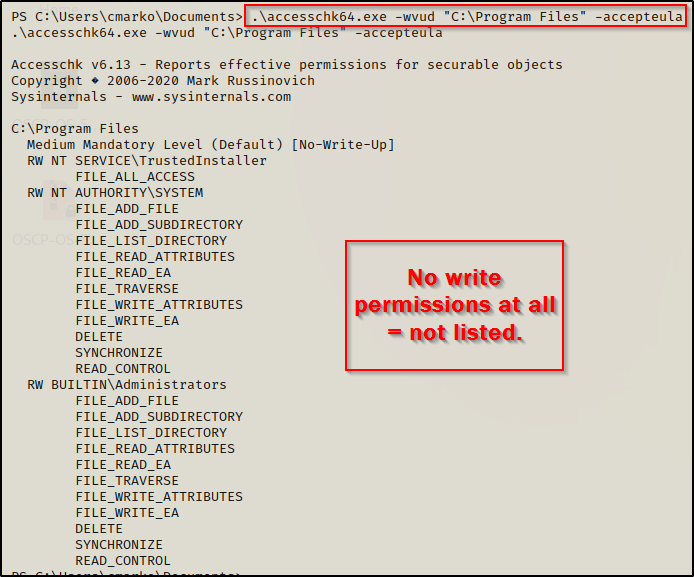 PS C:\Users\cmarko\Documents> .\accesschk64.exe -wvud "C:\Program Files" -accepteula
.\accesschk64.exe -wvud "C:\Program Files" -accepteula
Accesschk v6.13 - Reports effective permissions for securable objects
Copyright � 2006-2020 Mark Russinovich
Sysinternals - www.sysinternals.com
C:\Program Files
  Medium Mandatory Level (Default) [No-Write-Up]
  RW NT SERVICE\TrustedInstaller
        FILE_ALL_ACCESS
  RW NT AUTHORITY\SYSTEM
        FILE_ADD_FILE
        FILE_ADD_SUBDIRECTORY
        FILE_LIST_DIRECTORY
        FILE_READ_ATTRIBUTES
        FILE_READ_EA
        FILE_TRAVERSE
        FILE_WRITE_ATTRIBUTES
        FILE_WRITE_EA
        DELETE
        SYNCHRONIZE
        READ_CONTROL
  RW BUILTIN\Administrators
        FILE_ADD_FILE
        FILE_ADD_SUBDIRECTORY
        FILE_LIST_DIRECTORY
        FILE_READ_ATTRIBUTES
        FILE_READ_EA
        FILE_TRAVERSE
        FILE_WRITE_ATTRIBUTES
        FILE_WRITE_EA
        DELETE
        SYNCHRONIZE
        READ_CONTROL
PS C:\Users\cmarko\Documents>
No write
permissions at all
= not listed.